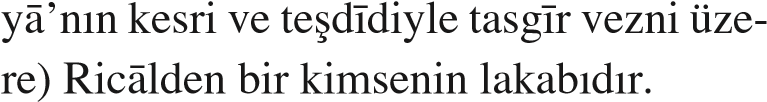 yā’nın kesri ve teşdīdiyle tasgīr vezni üze-
re) Ricālden bir kimsenin lakabıdır.